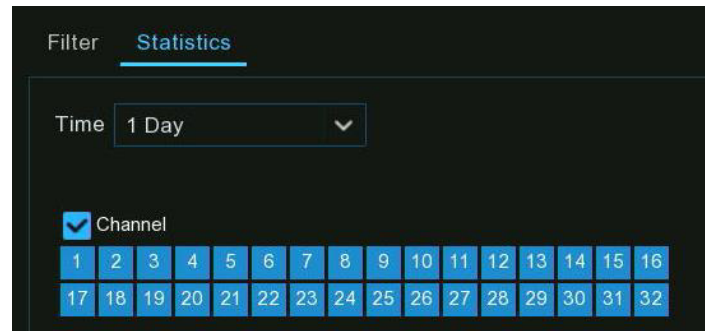 Filter Statistics
Time 1 Day
Channel
1 2 3 4 5 6 7 8 9 10 11 12 13 14 15 16
17 18 19 20 21 22 23 24 25 26 27 28 29 30 31 32